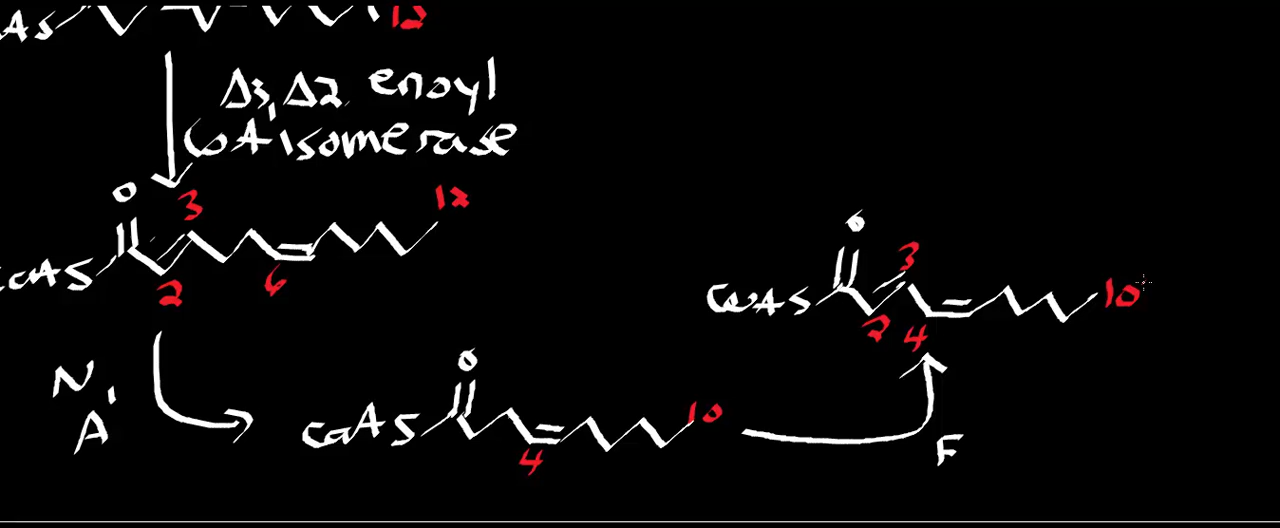 CoAS 12
Δ3,Δ2 enoyl
CoA isomerase
O
3 12
CoAS
2 6
O
3
CoAS 10
2 4
N, A
O
CoAS 10
4
F